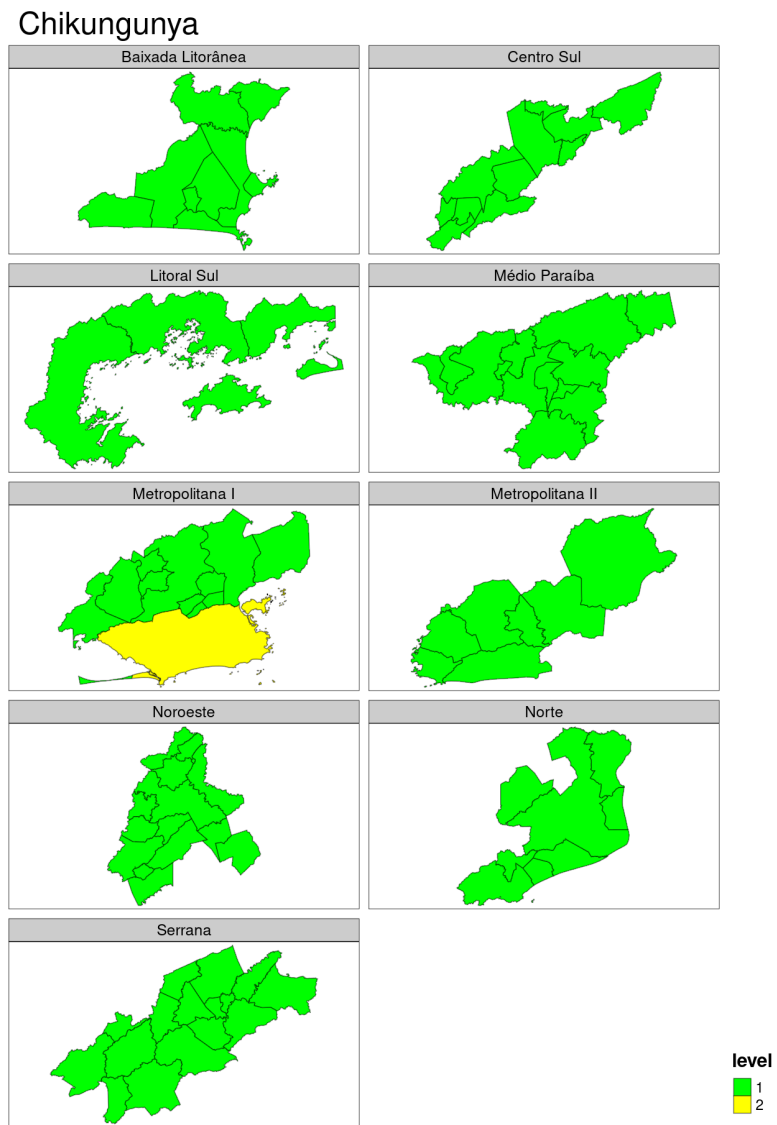 Chikungunya
Baixada Litorânea
Centro Sul
Litoral Sul
Médio Paraíba
Metropolitana I
Metropolitana II
Noroeste
Norte
Serrana
level
1
2